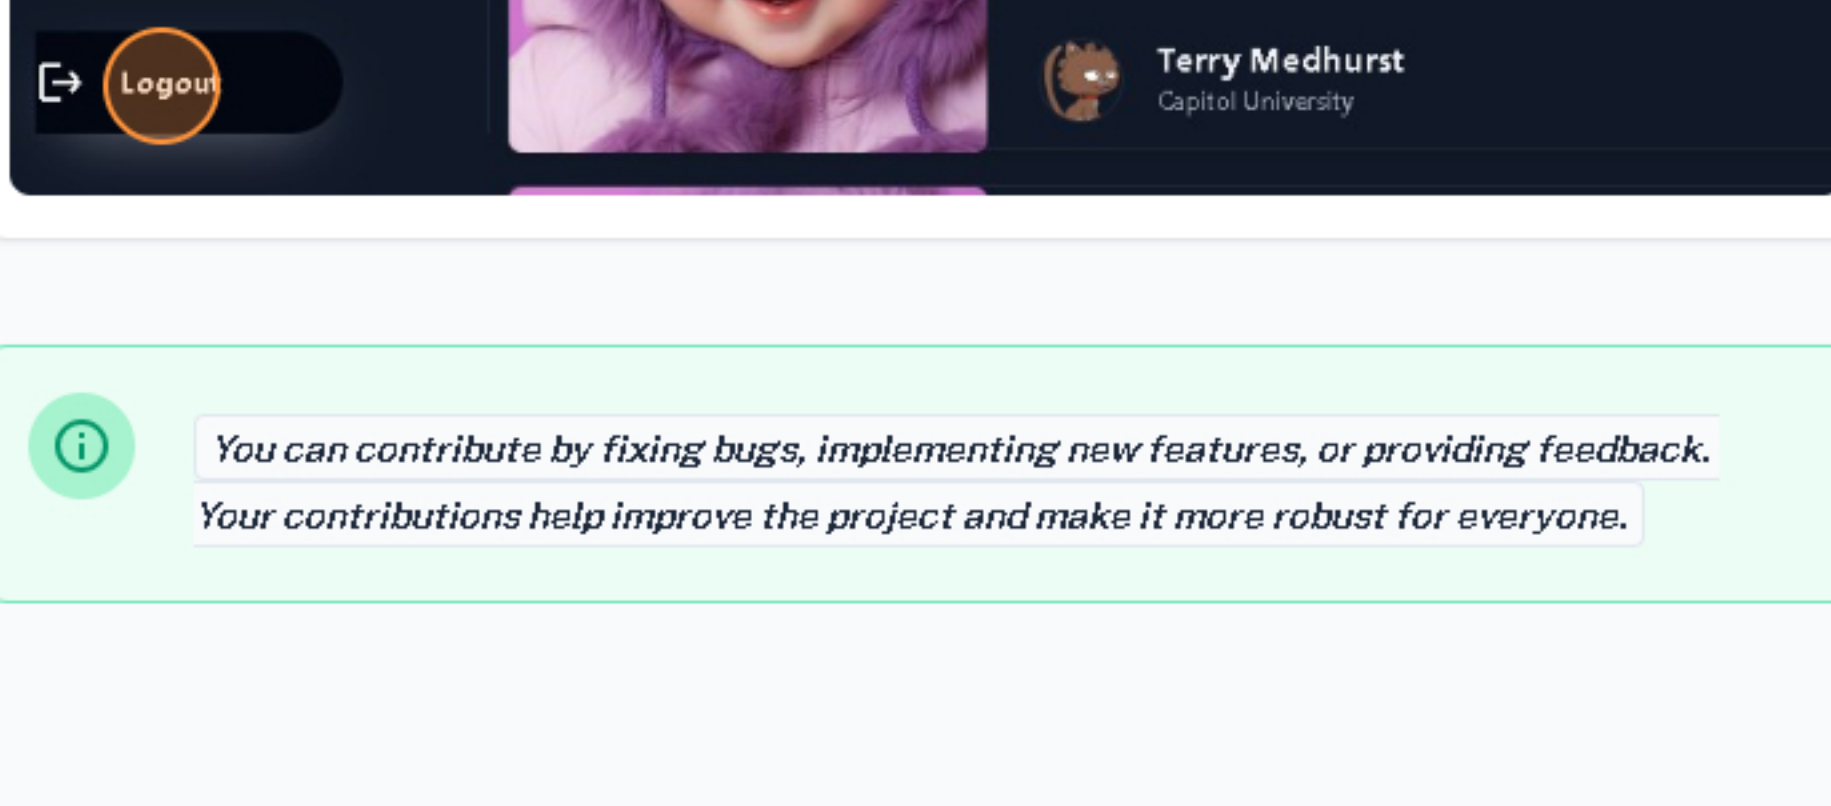 Logout
Terry Medhurst
Capitol University
You can contribute by fixing bugs, implementing new features, or providing feedback.
Your contributions help improve the project and make it more robust for everyone.